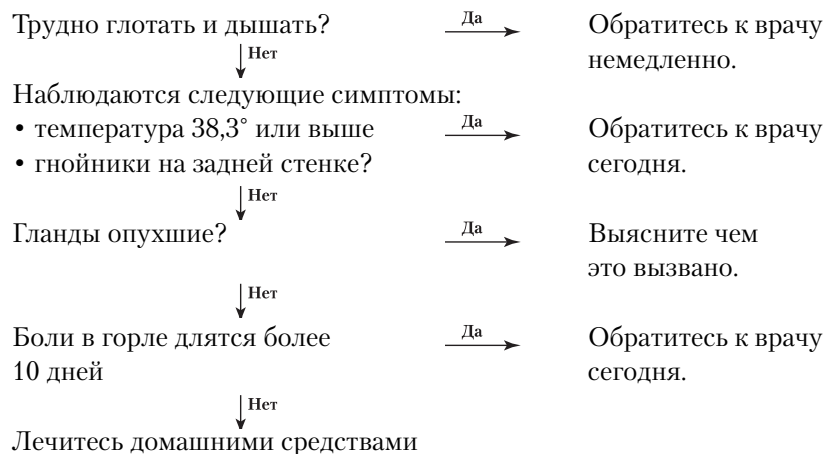 Трудно глотать и дышать?
Да
Обратитесь к врачу
немедленно.
Нет
Наблюдаются следующие симптомы:
• температура 38,3° или выше
Да
Обратитесь к врачу
• гнойники на задней стенке?
сегодня.
Нет
Гланды опухшие?
Да
Выясните чем
это вызвано.
Нет
Боли в горле длятся более
Да
Обратитесь к врачу
10 дней
сегодня.
Нет
Лечитесь домашними средствами